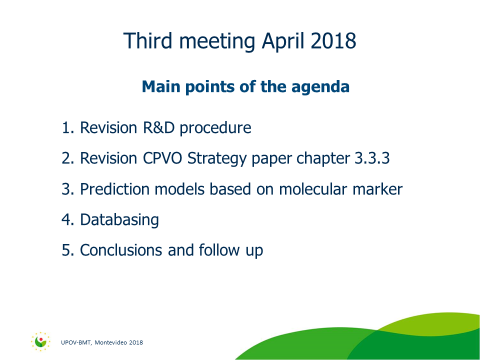 Third meeting April 2018
Main points of the agenda
1. Revision R&D procedure
2. Revision CPVO Strategy paper chapter 3.3.3
3. Prediction models based on molecular marker
4. Databasing
5. Conclusions and follow up
UPOV-BMT, Montevideo 2018